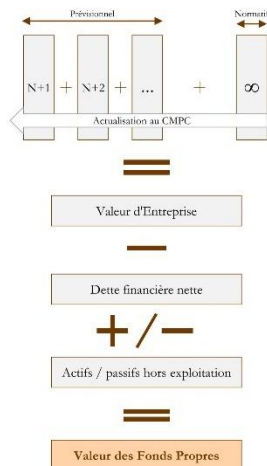 Prévisionnel Normatif
N+1 + N+2 + ... + ∞
Actualisation au CMPC
=
Valeur d'Entreprise
−
Dette financière nette
+ / −
Actifs / passifs hors exploitation
=
Valeur des Fonds Propres